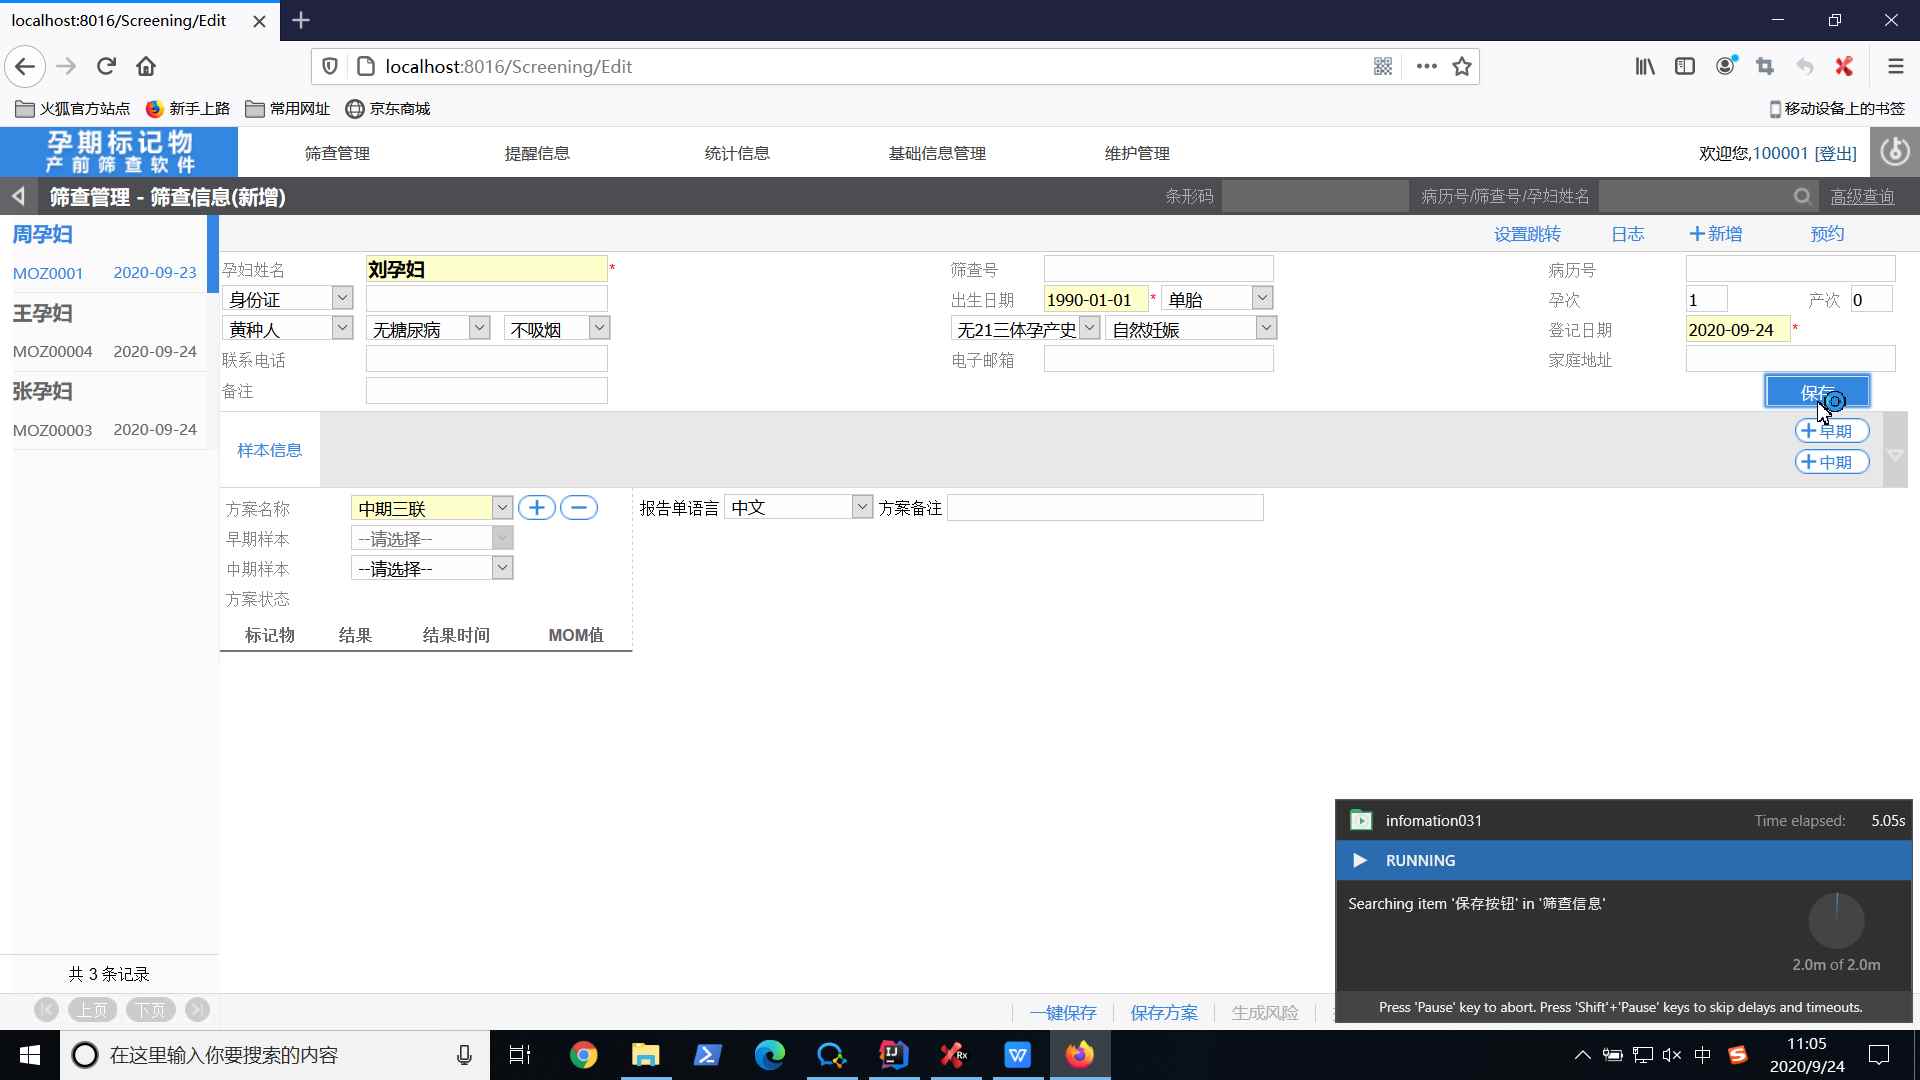 localhost:8016/Screening/Edit
localhost:8016/Screening/Edit
火狐官方站点 新手上路 常用网址 京东商城 移动设备上的书签
孕期标记物
产前筛查软件
筛查管理 提醒信息 统计信息 基础信息管理 维护管理 欢迎您,100001 [登出]
筛查管理 - 筛查信息(新增) 条形码 病历号/筛查号/孕妇姓名 高级查询
周孕妇
MOZ0001 2020-09-23
王孕妇
MOZ00004 2020-09-24
张孕妇
MOZ00003 2020-09-24
设置跳转 日志 新增 预约
孕妇姓名 刘孕妇 * 筛查号 病历号
身份证 出生日期 1990-01-01 * 单胎 孕次 1 产次 0
黄种人 无糖尿病 不吸烟 无21三体孕产史 自然妊娠 登记日期 2020-09-24 *
联系电话 电子邮箱 家庭地址
备注 保存
样本信息 早期
中期
方案名称 中期三联 报告单语言 中文 方案备注
早期样本 --请选择--
中期样本 --请选择--
方案状态
标记物 结果 结果时间 MOM值
infomation031 Time elapsed: 5.05s
RUNNING
Searching item '保存按钮' in '筛查信息'
2.0m of 2.0m
Press 'Pause' key to abort. Press 'Shift'+'Pause' keys to skip delays and timeouts.
共 3 条记录
上页 下页
一键保存 保存方案 生成风险
在这里输入你要搜索的内容
中
11:05
2020/9/24